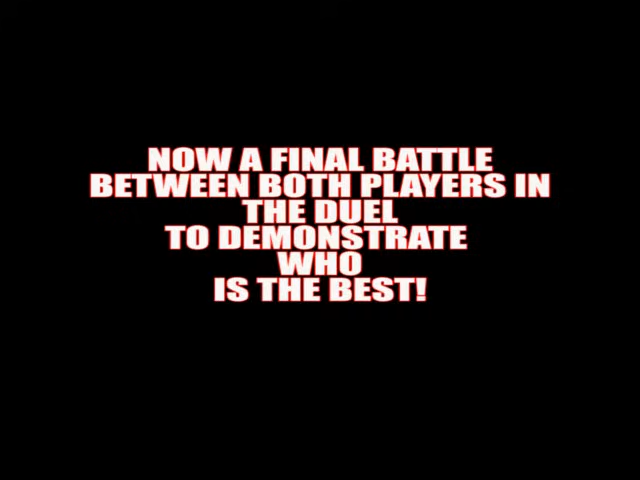 NOW A FINAL BATTLE
BETWEEN BOTH PLAYERS IN
THE DUEL
TO DEMONSTRATE
WHO
IS THE BEST!